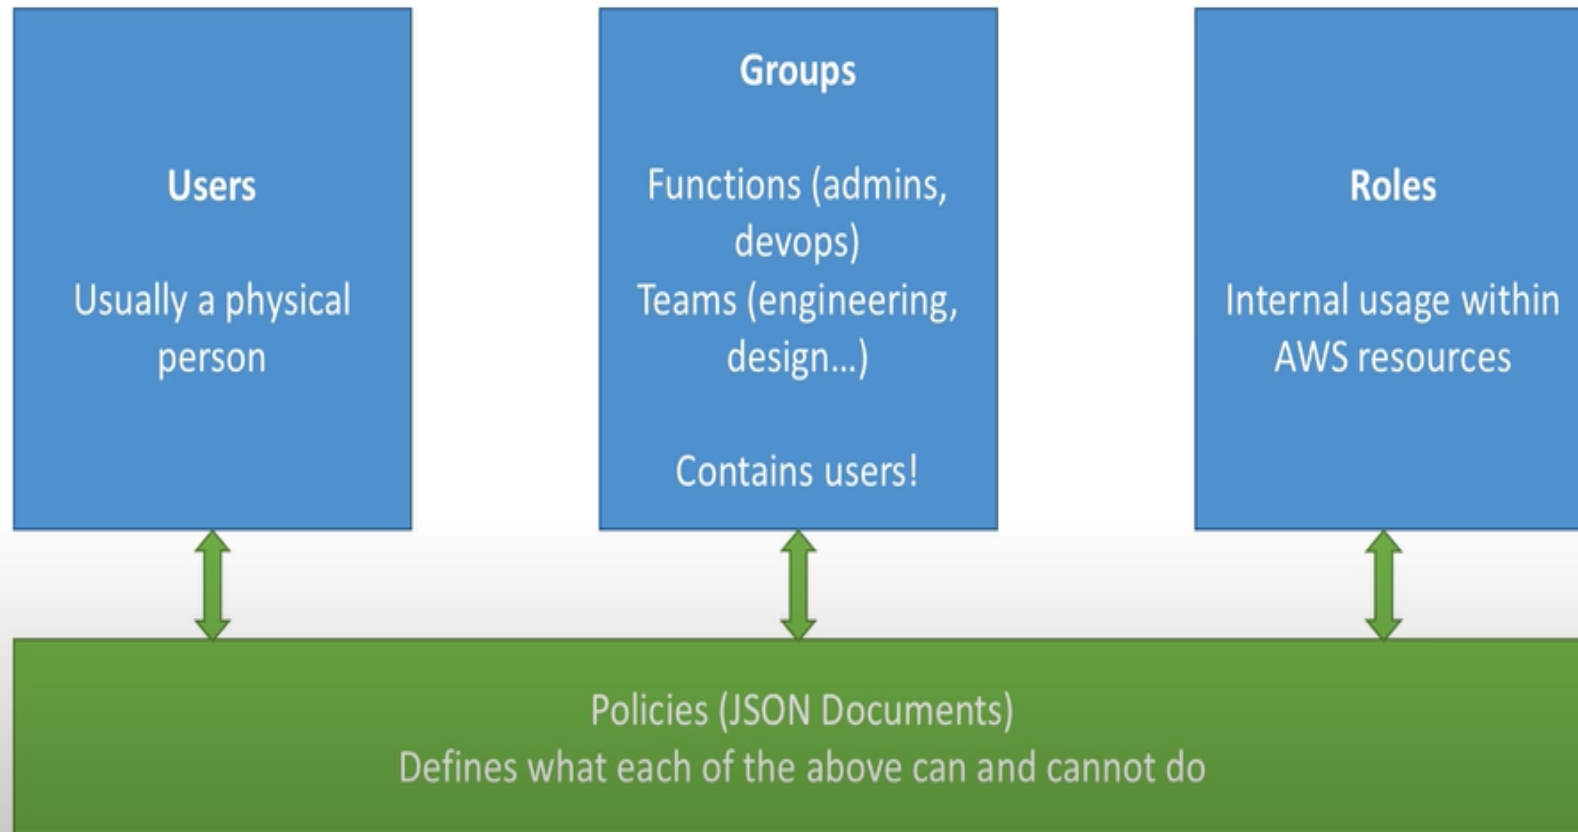 Users
Usually a physical
person
Groups
Functions (admins,
devops)
Teams (engineering,
design...)
Contains users!
Roles
Internal usage within
AWS resources
Policies (JSON Documents)
Defines what each of the above can and cannot do